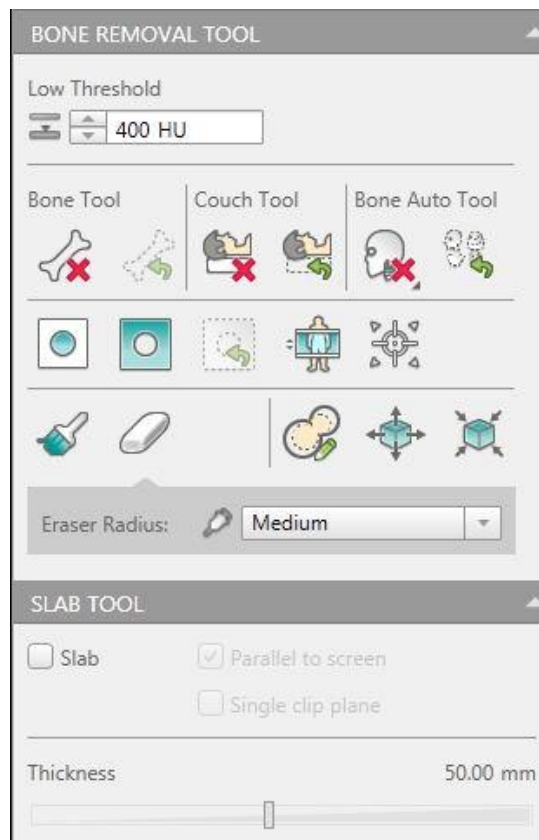 BONE REMOVAL TOOL
Low Threshold
400 HU
Bone Tool
Couch Tool
Bone Auto Tool
Eraser Radius:
Medium
SLAB TOOL
Slab
Parallel to screen
Single clip plane
Thickness
50.00 mm